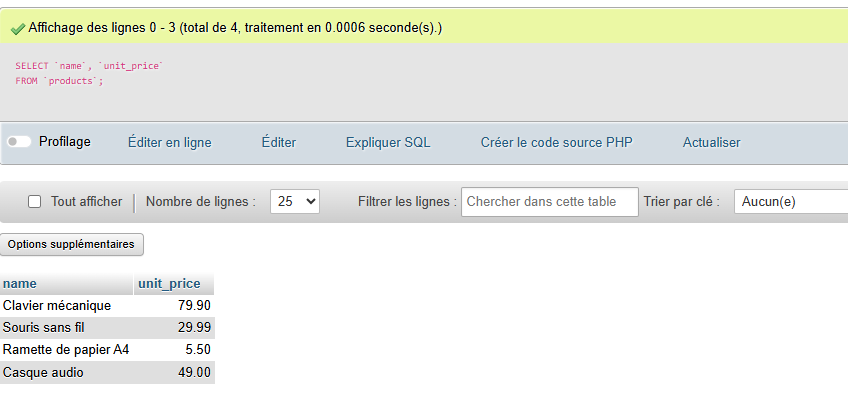 Affichage des lignes 0 - 3 (total de 4, traitement en 0.0006 seconde(s).)
SELECT `name`, `unit_price`
FROM `products`;
Profilage Éditer en ligne Éditer Expliquer SQL Créer le code source PHP Actualiser
Tout afficher Nombre de lignes : 25 Filtrer les lignes : Chercher dans cette table Trier par clé : Aucun(e)
Options supplémentaires
name unit_price
Clavier mécanique 79.90
Souris sans fil 29.99
Ramette de papier A4 5.50
Casque audio 49.00